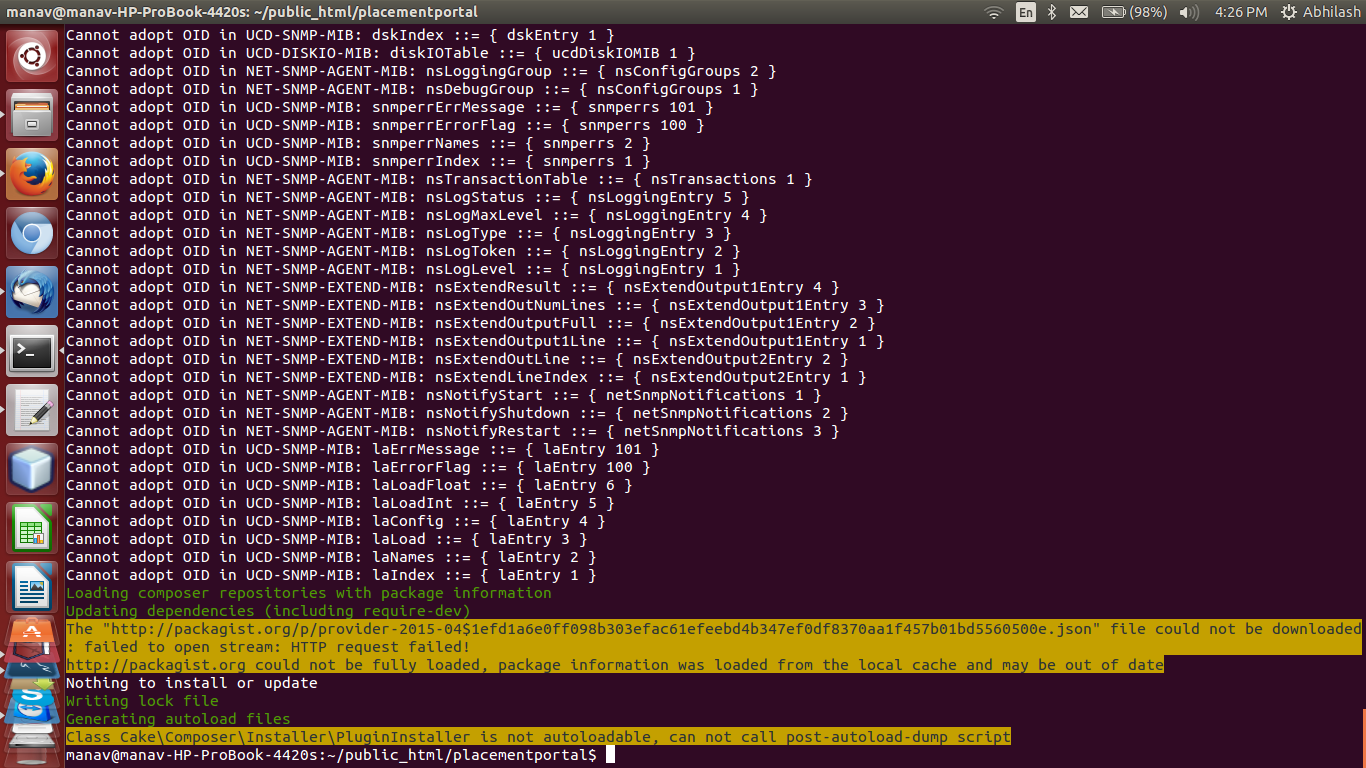 manav@manav-HP-ProBook-4420s: ~/public_html/placementportal En (98%) 4:26 PM Abhilash
Cannot adopt OID in UCD-SNMP-MIB: dskIndex ::= { dskEntry 1 }
Cannot adopt OID in UCD-DISKIO-MIB: diskIOTable ::= { ucdDiskIOMIB 1 }
Cannot adopt OID in NET-SNMP-AGENT-MIB: nsLoggingGroup ::= { nsConfigGroups 2 }
Cannot adopt OID in NET-SNMP-AGENT-MIB: nsDebugGroup ::= { nsConfigGroups 1 }
Cannot adopt OID in UCD-SNMP-MIB: snmperrErrMessage ::= { snmperrs 101 }
Cannot adopt OID in UCD-SNMP-MIB: snmperrErrorFlag ::= { snmperrs 100 }
Cannot adopt OID in UCD-SNMP-MIB: snmperrNames ::= { snmperrs 2 }
Cannot adopt OID in UCD-SNMP-MIB: snmperrIndex ::= { snmperrs 1 }
Cannot adopt OID in NET-SNMP-AGENT-MIB: nsTransactionTable ::= { nsTransactions 1 }
Cannot adopt OID in NET-SNMP-AGENT-MIB: nsLogStatus ::= { nsLoggingEntry 5 }
Cannot adopt OID in NET-SNMP-AGENT-MIB: nsLogMaxLevel ::= { nsLoggingEntry 4 }
Cannot adopt OID in NET-SNMP-AGENT-MIB: nsLogType ::= { nsLoggingEntry 3 }
Cannot adopt OID in NET-SNMP-AGENT-MIB: nsLogToken ::= { nsLoggingEntry 2 }
Cannot adopt OID in NET-SNMP-AGENT-MIB: nsLogLevel ::= { nsLoggingEntry 1 }
Cannot adopt OID in NET-SNMP-EXTEND-MIB: nsExtendResult ::= { nsExtendOutput1Entry 4 }
Cannot adopt OID in NET-SNMP-EXTEND-MIB: nsExtendOutNumLines ::= { nsExtendOutput1Entry 3 }
Cannot adopt OID in NET-SNMP-EXTEND-MIB: nsExtendOutputFull ::= { nsExtendOutput1Entry 2 }
Cannot adopt OID in NET-SNMP-EXTEND-MIB: nsExtendOutput1Line ::= { nsExtendOutput1Entry 1 }
Cannot adopt OID in NET-SNMP-EXTEND-MIB: nsExtendOutLine ::= { nsExtendOutput2Entry 2 }
Cannot adopt OID in NET-SNMP-EXTEND-MIB: nsExtendLineIndex ::= { nsExtendOutput2Entry 1 }
Cannot adopt OID in NET-SNMP-AGENT-MIB: nsNotifyStart ::= { netSnmpNotifications 1 }
Cannot adopt OID in NET-SNMP-AGENT-MIB: nsNotifyShutdown ::= { netSnmpNotifications 2 }
Cannot adopt OID in NET-SNMP-AGENT-MIB: nsNotifyRestart ::= { netSnmpNotifications 3 }
Cannot adopt OID in UCD-SNMP-MIB: laErrMessage ::= { laEntry 101 }
Cannot adopt OID in UCD-SNMP-MIB: laErrorFlag ::= { laEntry 100 }
Cannot adopt OID in UCD-SNMP-MIB: laLoadFloat ::= { laEntry 6 }
Cannot adopt OID in UCD-SNMP-MIB: laLoadInt ::= { laEntry 5 }
Cannot adopt OID in UCD-SNMP-MIB: laConfig ::= { laEntry 4 }
Cannot adopt OID in UCD-SNMP-MIB: laLoad ::= { laEntry 3 }
Cannot adopt OID in UCD-SNMP-MIB: laNames ::= { laEntry 2 }
Cannot adopt OID in UCD-SNMP-MIB: laIndex ::= { laEntry 1 }
Loading composer repositories with package information
Updating dependencies (including require-dev)
The "http://packagist.org/p/provider-2015-04$1efd1a6e0ff098b303efac61efeebd4b347ef0df8370aa1f457b01bd5560500e.json" file could not be downloaded
: failed to open stream: HTTP request failed!
http://packagist.org could not be fully loaded, package information was loaded from the local cache and may be out of date
Nothing to install or update
Writing lock file
Generating autoload files
Class Cake\Composer\Installer\PluginInstaller is not autoloadable, can not call post-autoload-dump script
manav@manav-HP-ProBook-4420s:~/public_html/placementportal$